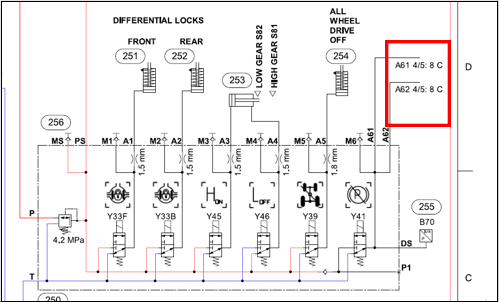 DIFFERENTIAL LOCKS
FRONT
REAR
LOW GEAR S82
HIGH GEAR S81
ALL
WHEEL
DRIVE
OFF
251
252
253
254
A61 4/5: 8 C
A62 4/5: 8 C
D
256
MS
PS
M1
A1
M2
A2
M3
A3
M4
A4
M5
A5
M6
A61
A62
1,5 mm
1,5 mm
1,5 mm
1,5 mm
1,8 mm
H
ON
L
OFF
P
Y33F
Y33B
Y45
Y46
Y39
Y41
255
B70
4,2 MPa
DS
P1
T
C
250